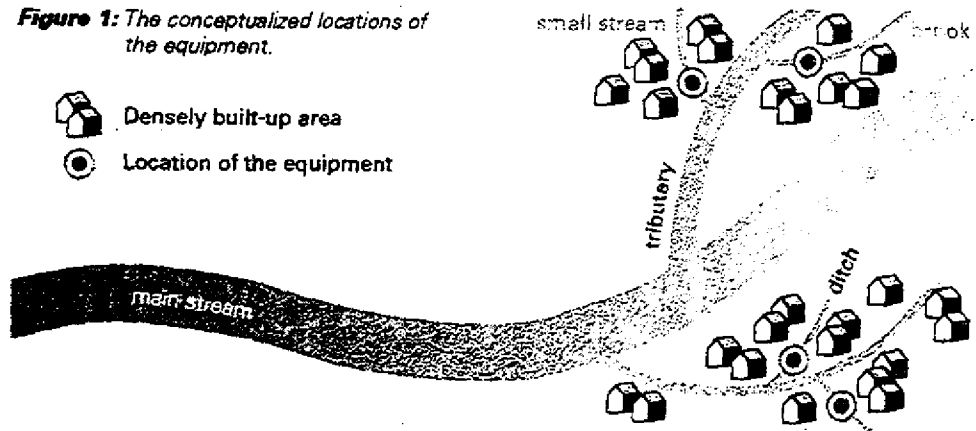 Figure 1: The conceptualized locations of
the equipment.
small stream
Densely built-up area
Location of the equipment
tributary
ditch
main stream